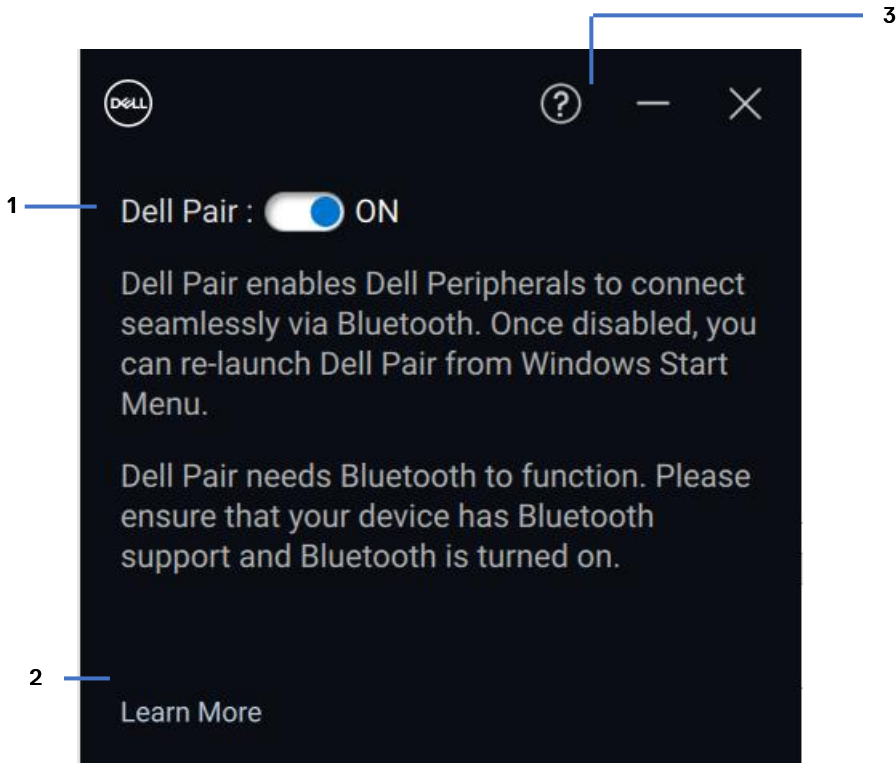 3
DELL
?
1
Dell Pair : ON
Dell Pair enables Dell Peripherals to connect
seamlessly via Bluetooth. Once disabled, you
can re-launch Dell Pair from Windows Start
Menu.
Dell Pair needs Bluetooth to function. Please
ensure that your device has Bluetooth
support and Bluetooth is turned on.
2
Learn More